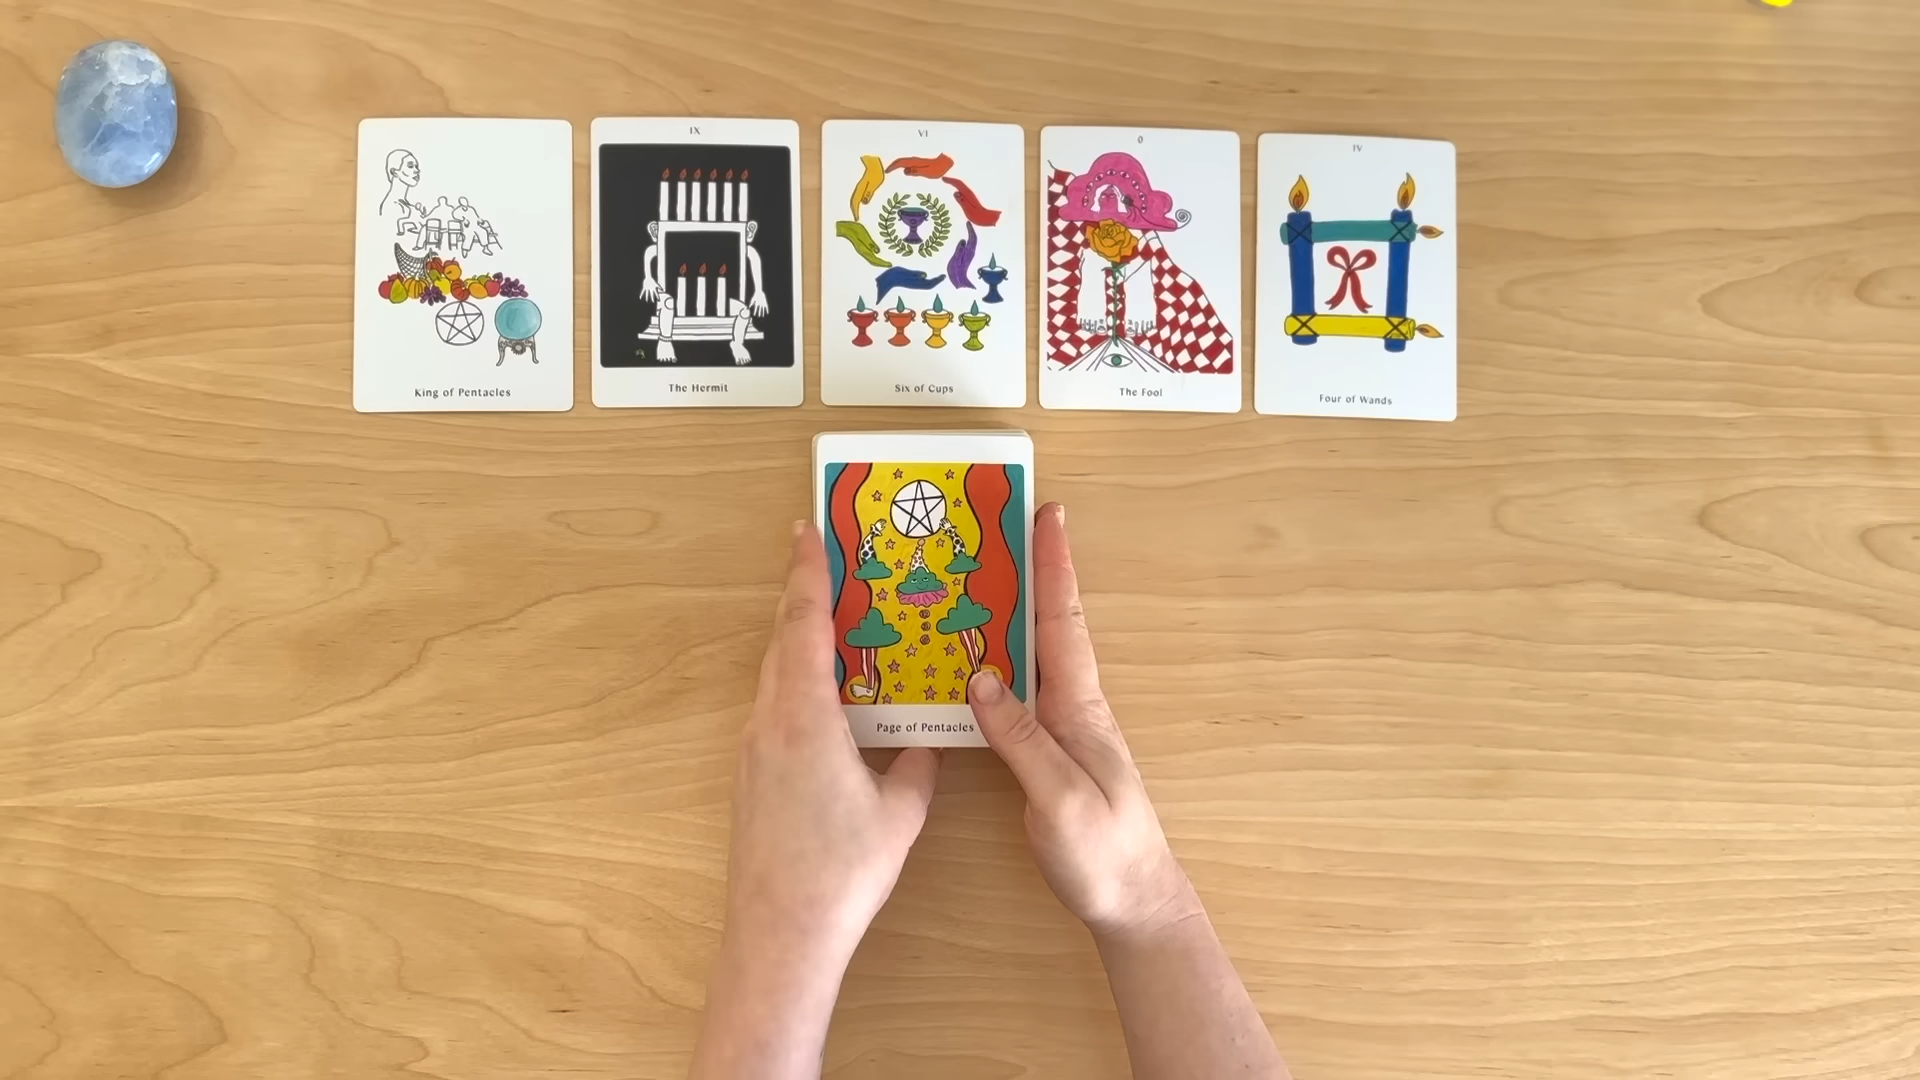 King of Pentacles
IX
The Hermit
VI
Six of Cups
0
The Fool
IV
Four of Wands
Page of Pentacles